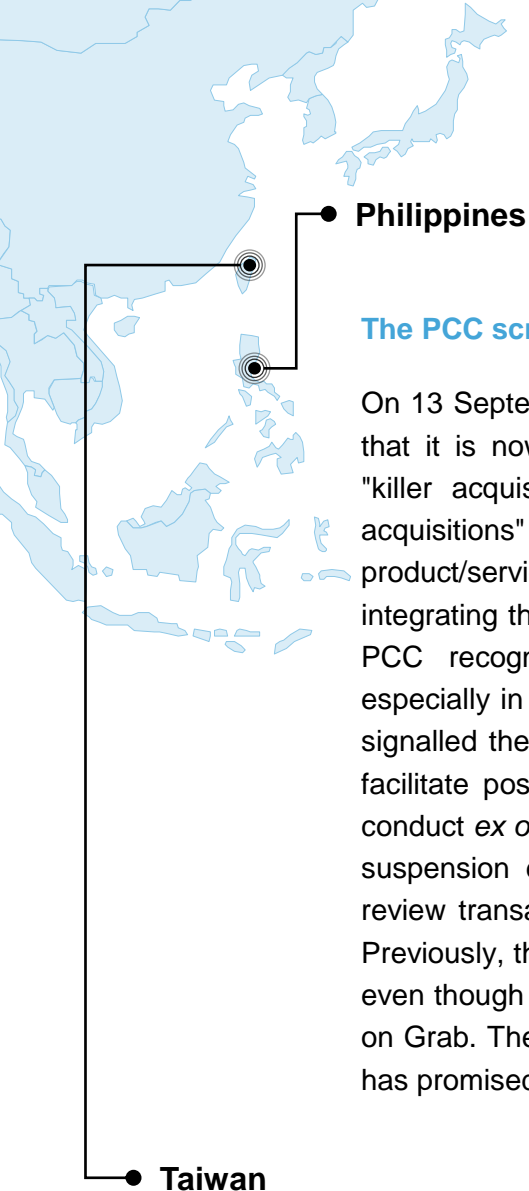 Philippines
The PCC scr
On 13 Septe
that it is nov
"killer acquis
acquisitions"
product/servi
integrating th
PCC recogn
especially in
signalled the
facilitate pos
conduct ex o
suspension
review transa
Previously, th
even though
on Grab. The
has promised
Taiwan